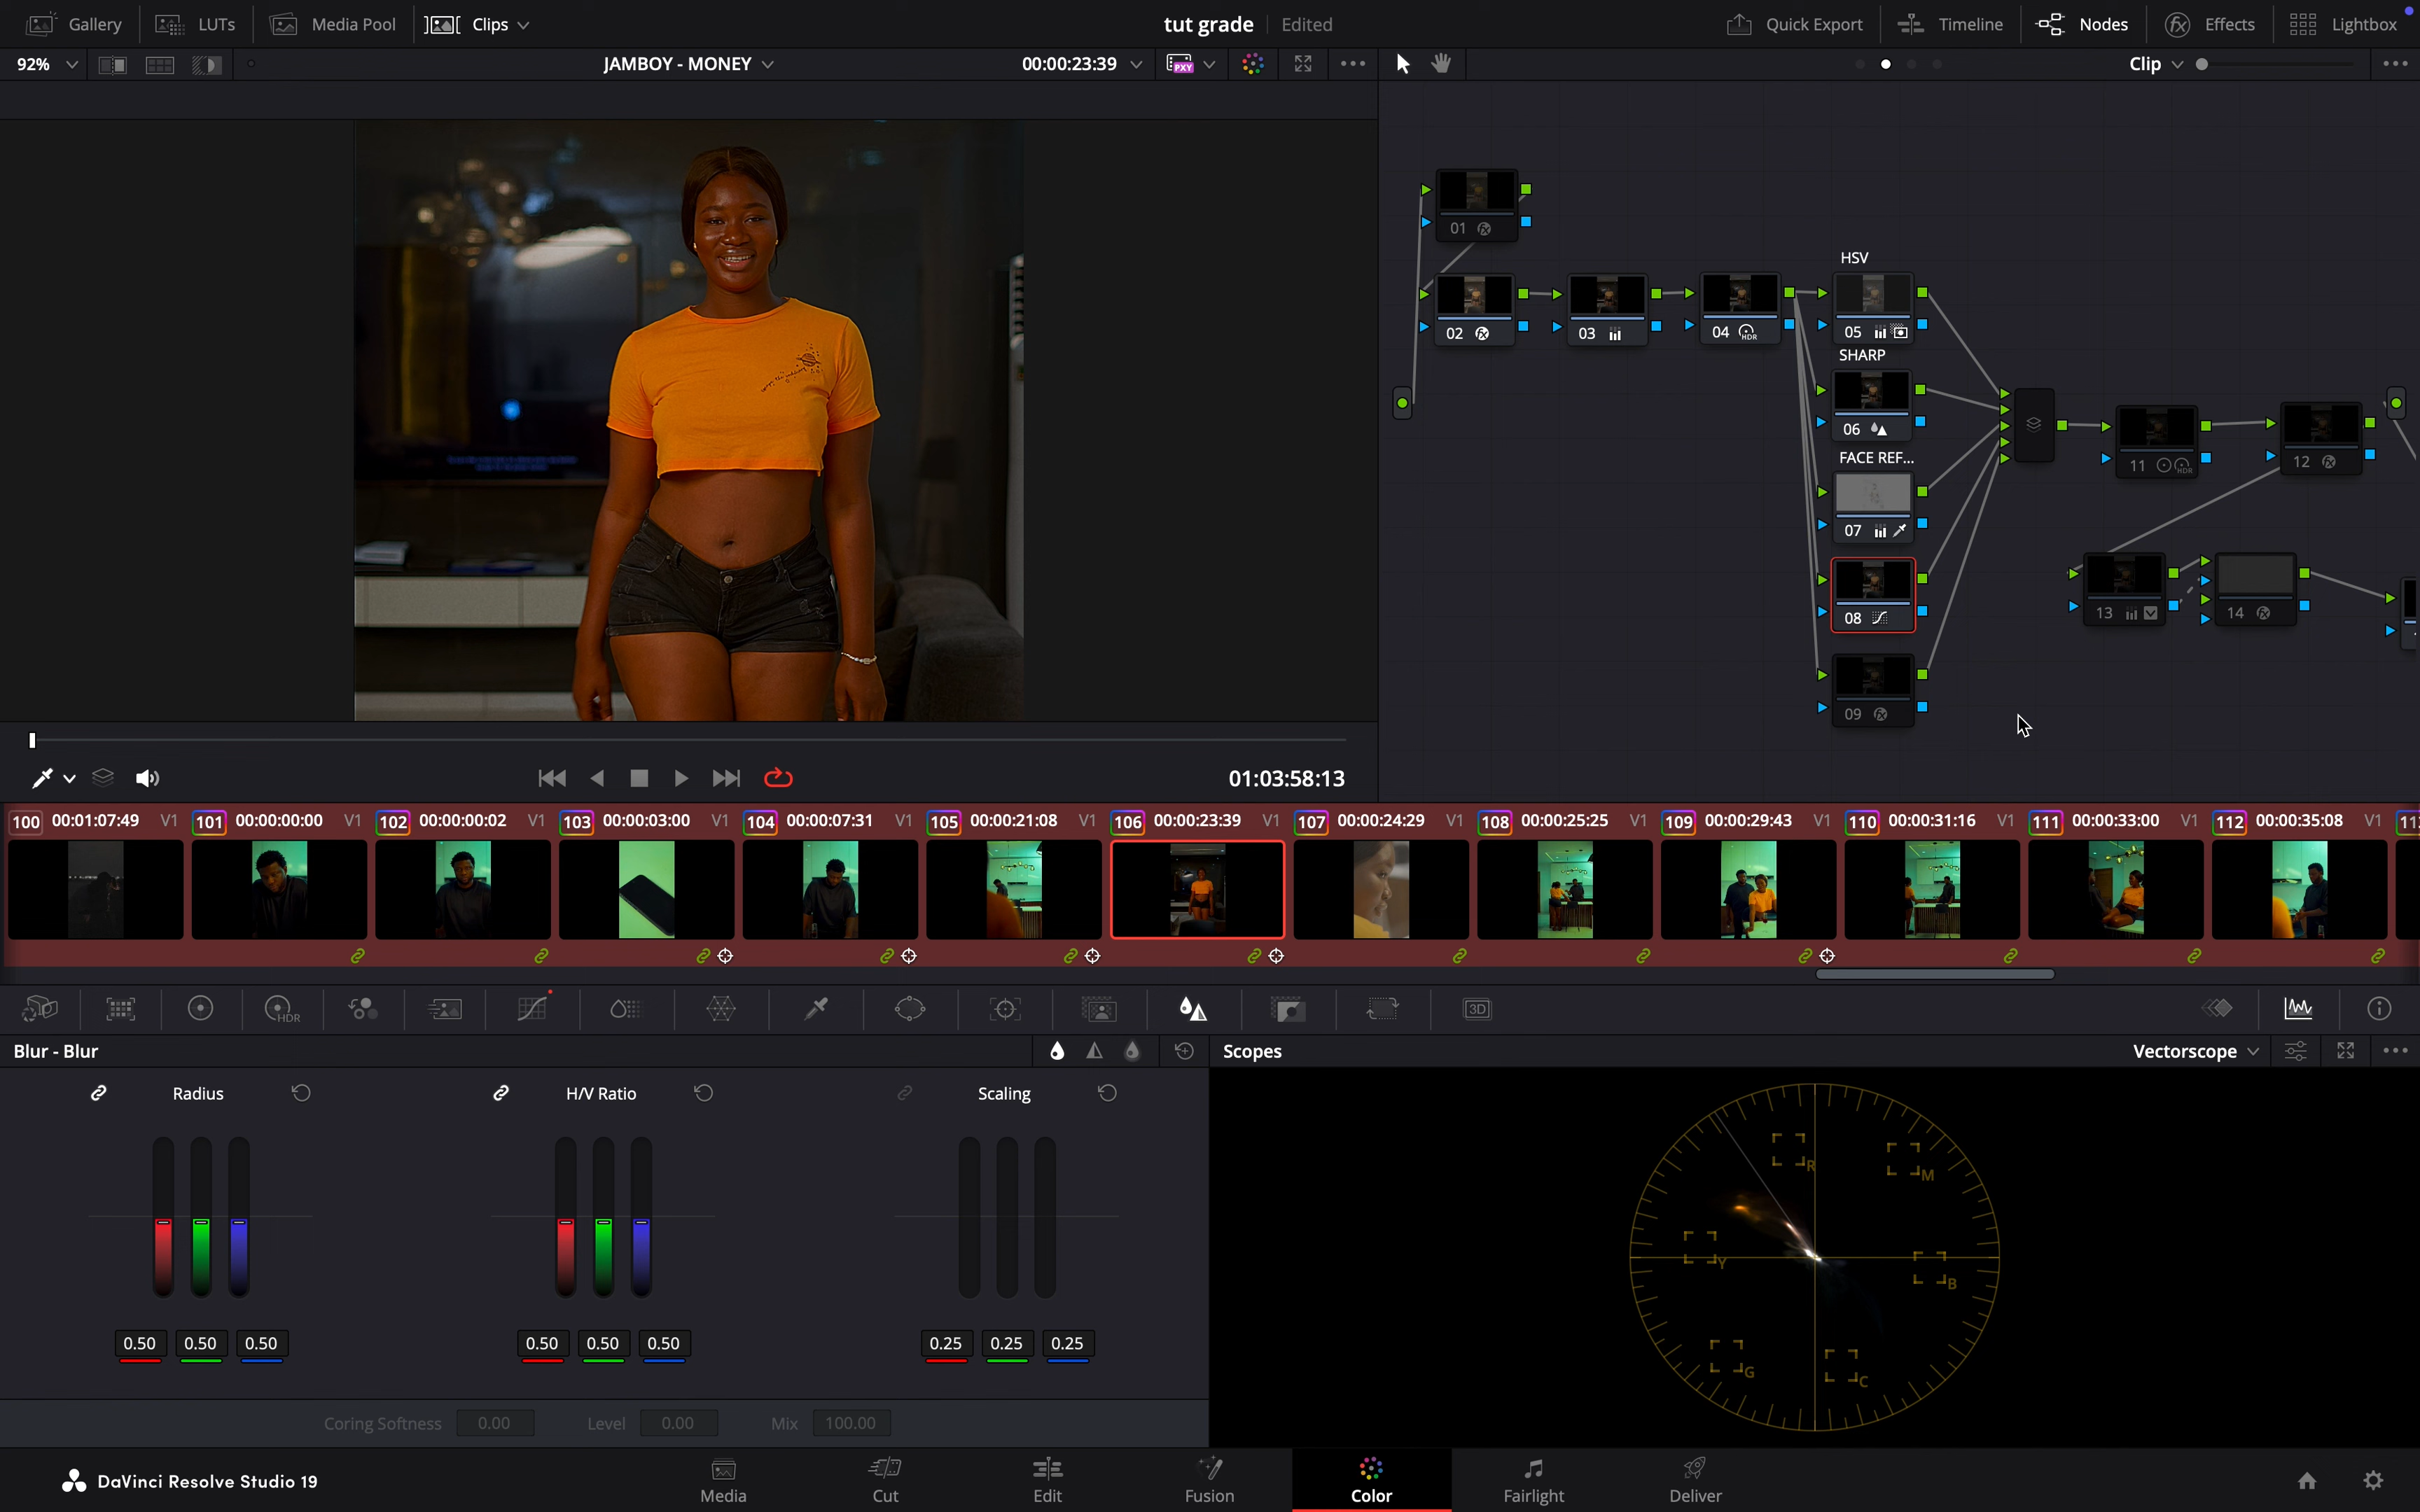 Gallery LUTs Media Pool Clips tut grade Edited Quick Export Timeline Nodes Effects Lightbox
92% JAMBOY - MONEY 00:00:23:39 PXY Clip
01
HSV
02 03 04 HDR 05
SHARP
06
FACE REF...
07
11 HDR 12
08
13 14
09
01:03:58:13
100 00:01:07:49 V1 101 00:00:00:00 V1 102 00:00:00:02 V1 103 00:00:03:00 V1 104 00:00:07:31 V1 105 00:00:21:08 V1 106 00:00:23:39 V1 107 00:00:24:29 V1 108 00:00:25:25 V1 109 00:00:29:43 V1 110 00:00:31:16 V1 111 00:00:33:00 V1 112 00:00:35:08 V1
HDR 3D
Blur - Blur Scopes Vectorscope
Radius H/V Ratio Scaling
R
M
Y
B
G
C
0.50 0.50 0.50 0.50 0.50 0.50 0.25 0.25 0.25
Coring Softness 0.00 Level 0.00 Mix 100.00
DaVinci Resolve Studio 19 Media Cut Edit Fusion Color Fairlight Deliver